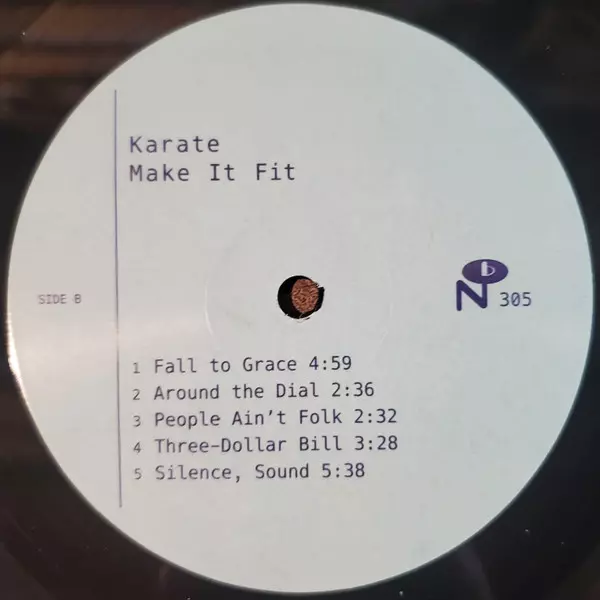 Karate
Make It Fit
SIDE B
N b 305
1 Fall to Grace 4:59
2 Around the Dial 2:36
3 People Ain't Folk 2:32
4 Three-Dollar Bill 3:28
5 Silence, Sound 5:38